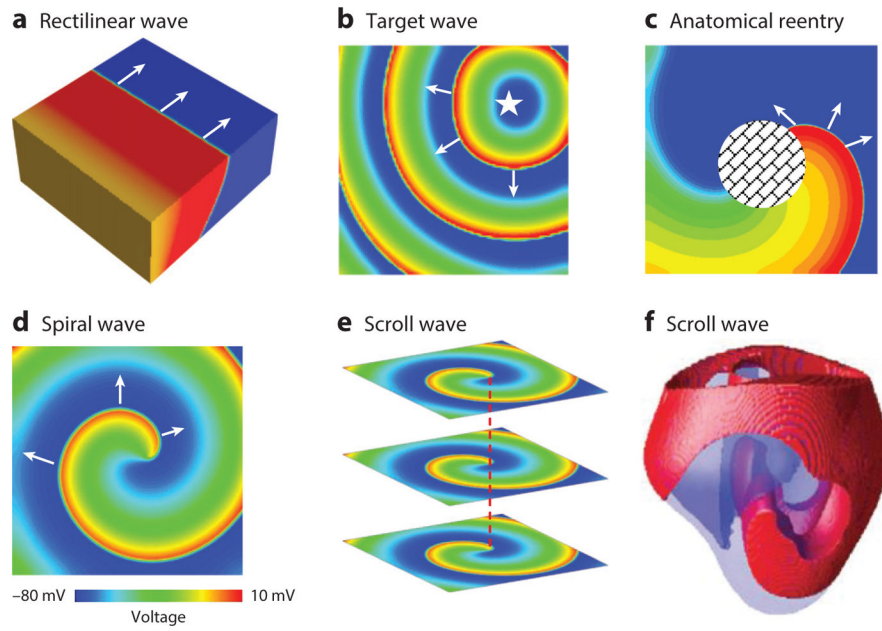 a Rectilinear wave
b Target wave
c Anatomical reentry
d Spiral wave
e Scroll wave
f Scroll wave
–80 mV
10 mV
Voltage